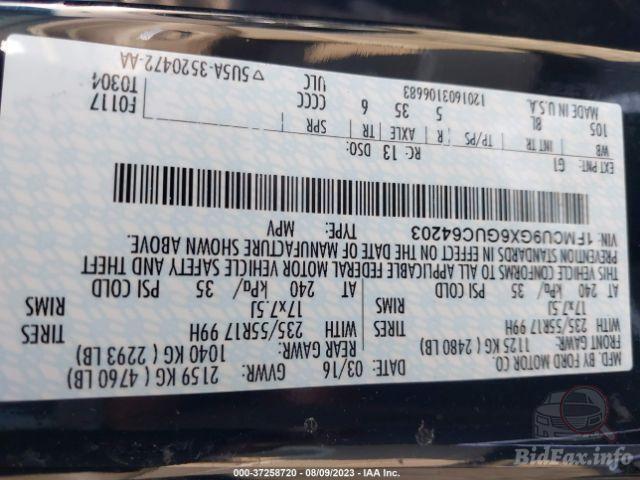 MFD. BY FORD MOTOR CO.
DATE: 03/16 GVWR: 2159 KG ( 4760 LB)
FRONT GAWR: REAR GAWR:
1125 KG ( 2480 LB) 1040 KG ( 2293 LB)
WITH 235/55R17 99H TIRES WITH 235/55R17 99H TIRES
17x7.5J RIMS 17x7.5J RIMS
AT 240 kPa/ 35 PSI COLD AT 240 kPa/ 35 PSI COLD
THIS VEHICLE CONFORMS TO ALL APPLICABLE FEDERAL MOTOR VEHICLE SAFETY AND THEFT
PREVENTION STANDARDS IN EFFECT ON THE DATE OF MANUFACTURE SHOWN ABOVE.
VIN: 1FMCU9GX6GUC64203 TYPE: MPV
EXT PNT: G1 RC: 13 DSO:
WB INT TR TP/PS R AXLE TR SPR
105 8L 5 35 6 CCCC F0117
T0304
MADE IN U.S.A. 1201603106683 ULC
5U5A-3520472-AA
000-37258720 - 08/09/2023 - IAA Inc.
BidFax.info